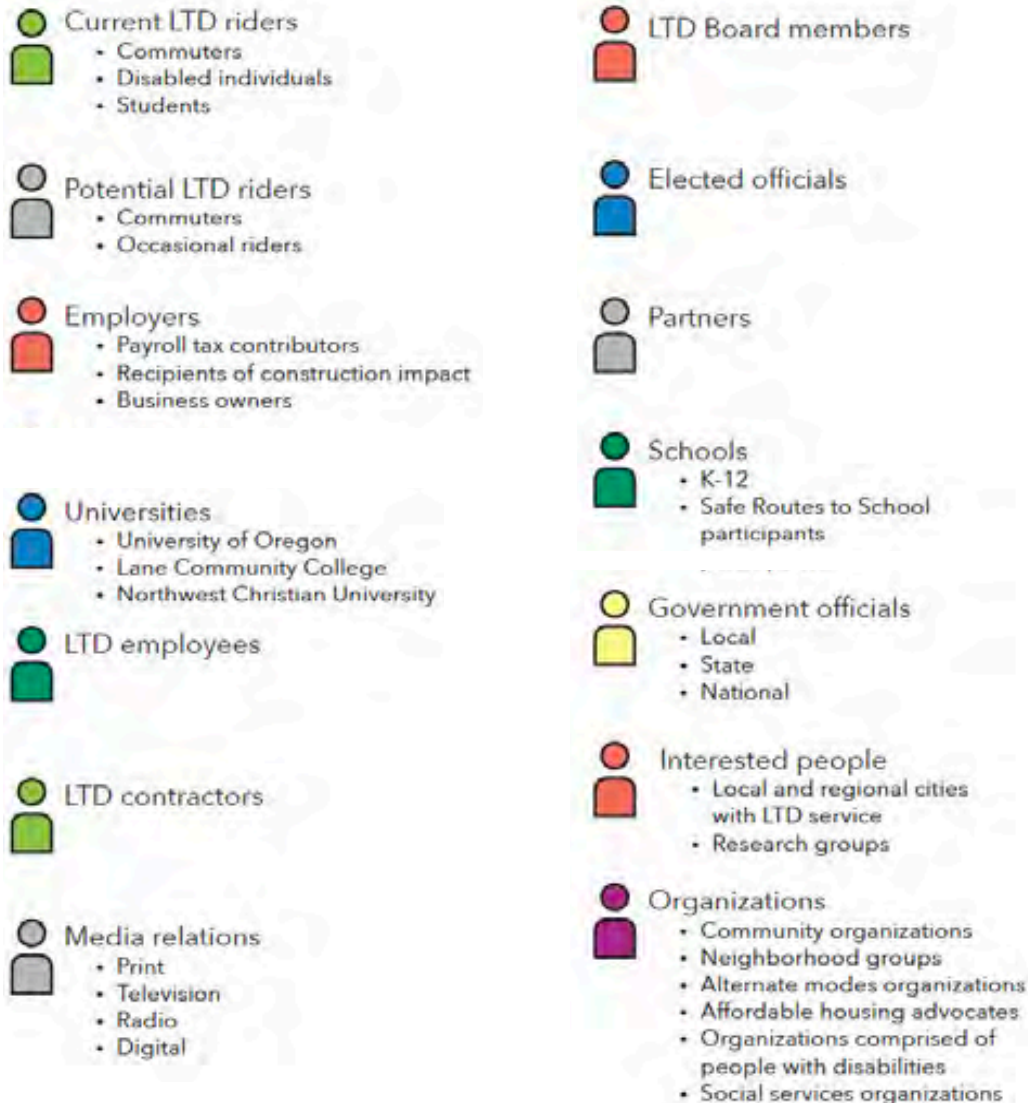 Current LTD riders
• Commuters
• Disabled individuals
• Students
Potential LTD riders
• Commuters
• Occasional riders
Employers
• Payroll tax contributors
• Recipients of construction impact
• Business owners
Universities
• University of Oregon
• Lane Community College
• Northwest Christian University
LTD employees
LTD contractors
Media relations
• Print
• Television
• Radio
• Digital
LTD Board members
Elected officials
Partners
Schools
• K-12
• Safe Routes to School
participants
Government officials
• Local
• State
• National
Interested people
• Local and regional cities
with LTD service
• Research groups
Organizations
• Community organizations
• Neighborhood groups
• Alternate modes organizations
• Affordable housing advocates
• Organizations comprised of
people with disabilities
• Social services organizations